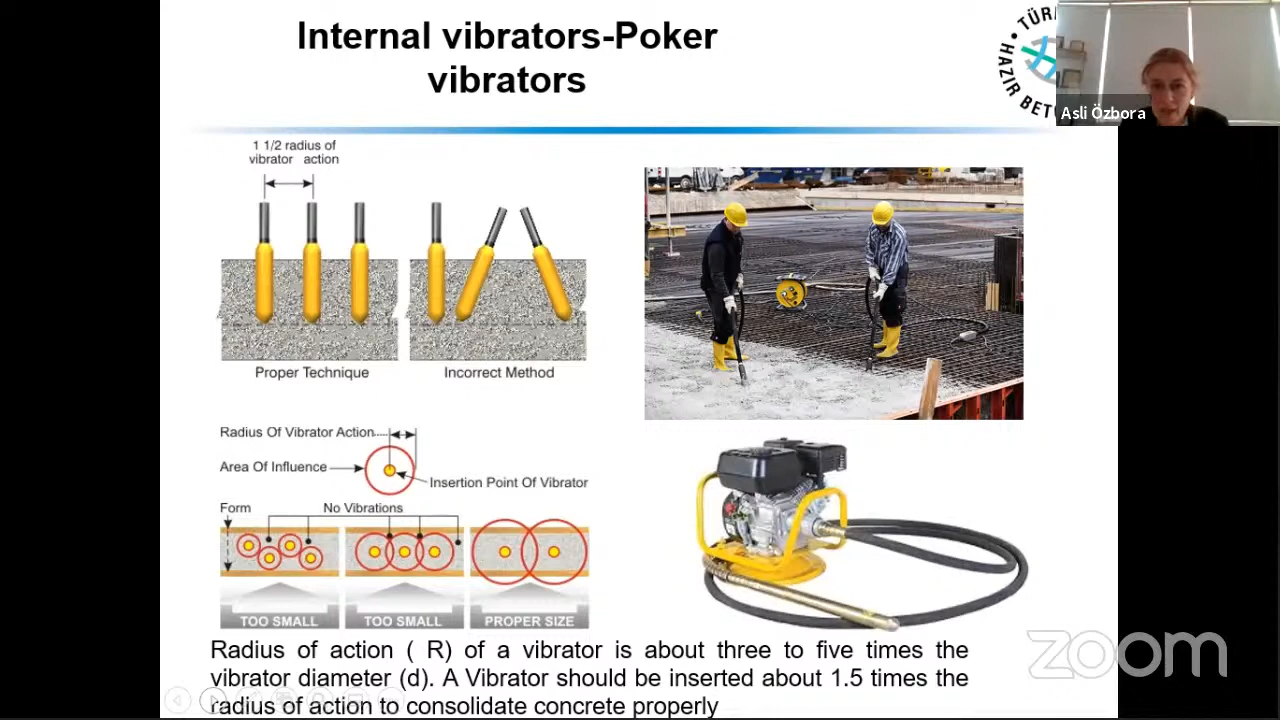 Internal vibrators-Poker
vibrators
• TÜR
HAZIR BET
Asli Özbora
1 1/2 radius of
vibrator action
Proper Technique
Incorrect Method
Radius Of Vibrator Action
Area Of Influence
Insertion Point Of Vibrator
Form
No Vibrations
TOO SMALL
TOO SMALL
PROPER SIZE
Radius of action ( R) of a vibrator is about three to five times the
vibrator diameter (d). A Vibrator should be inserted about 1.5 times the
radius of action to consolidate concrete properly
zoom